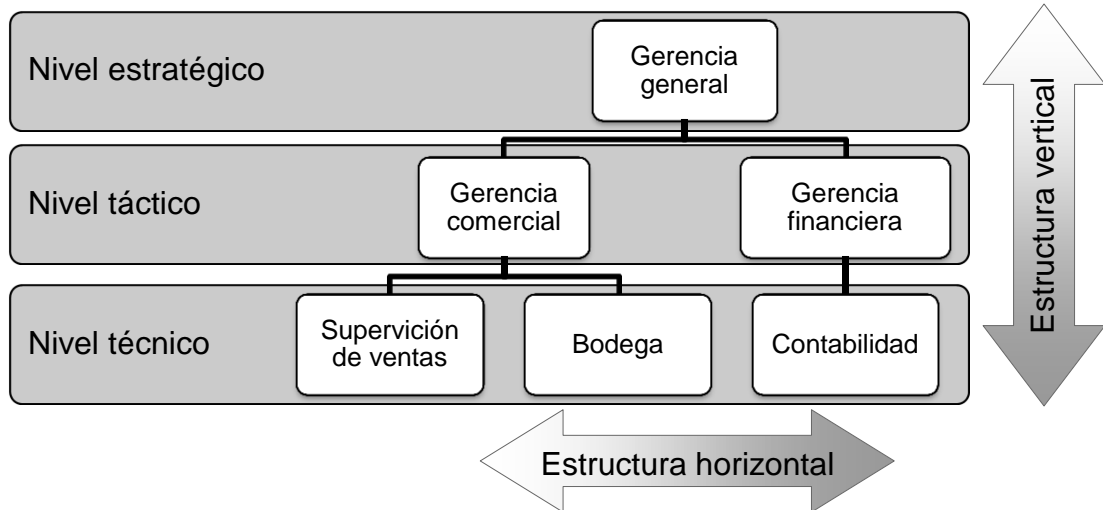 Nivel estratégico
Gerencia
general
Nivel táctico
Gerencia
comercial
Gerencia
financiera
Nivel técnico
Supervición
de ventas
Bodega
Contabilidad
Estructura vertical
Estructura horizontal